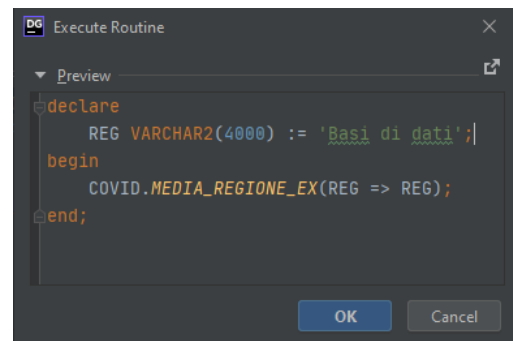 DG Execute Routine
Preview
declare
    REG VARCHAR2(4000) := 'Basi di dati';
begin
    COVID.MEDIA_REGIONE_EX(REG => REG);
end;
OK Cancel